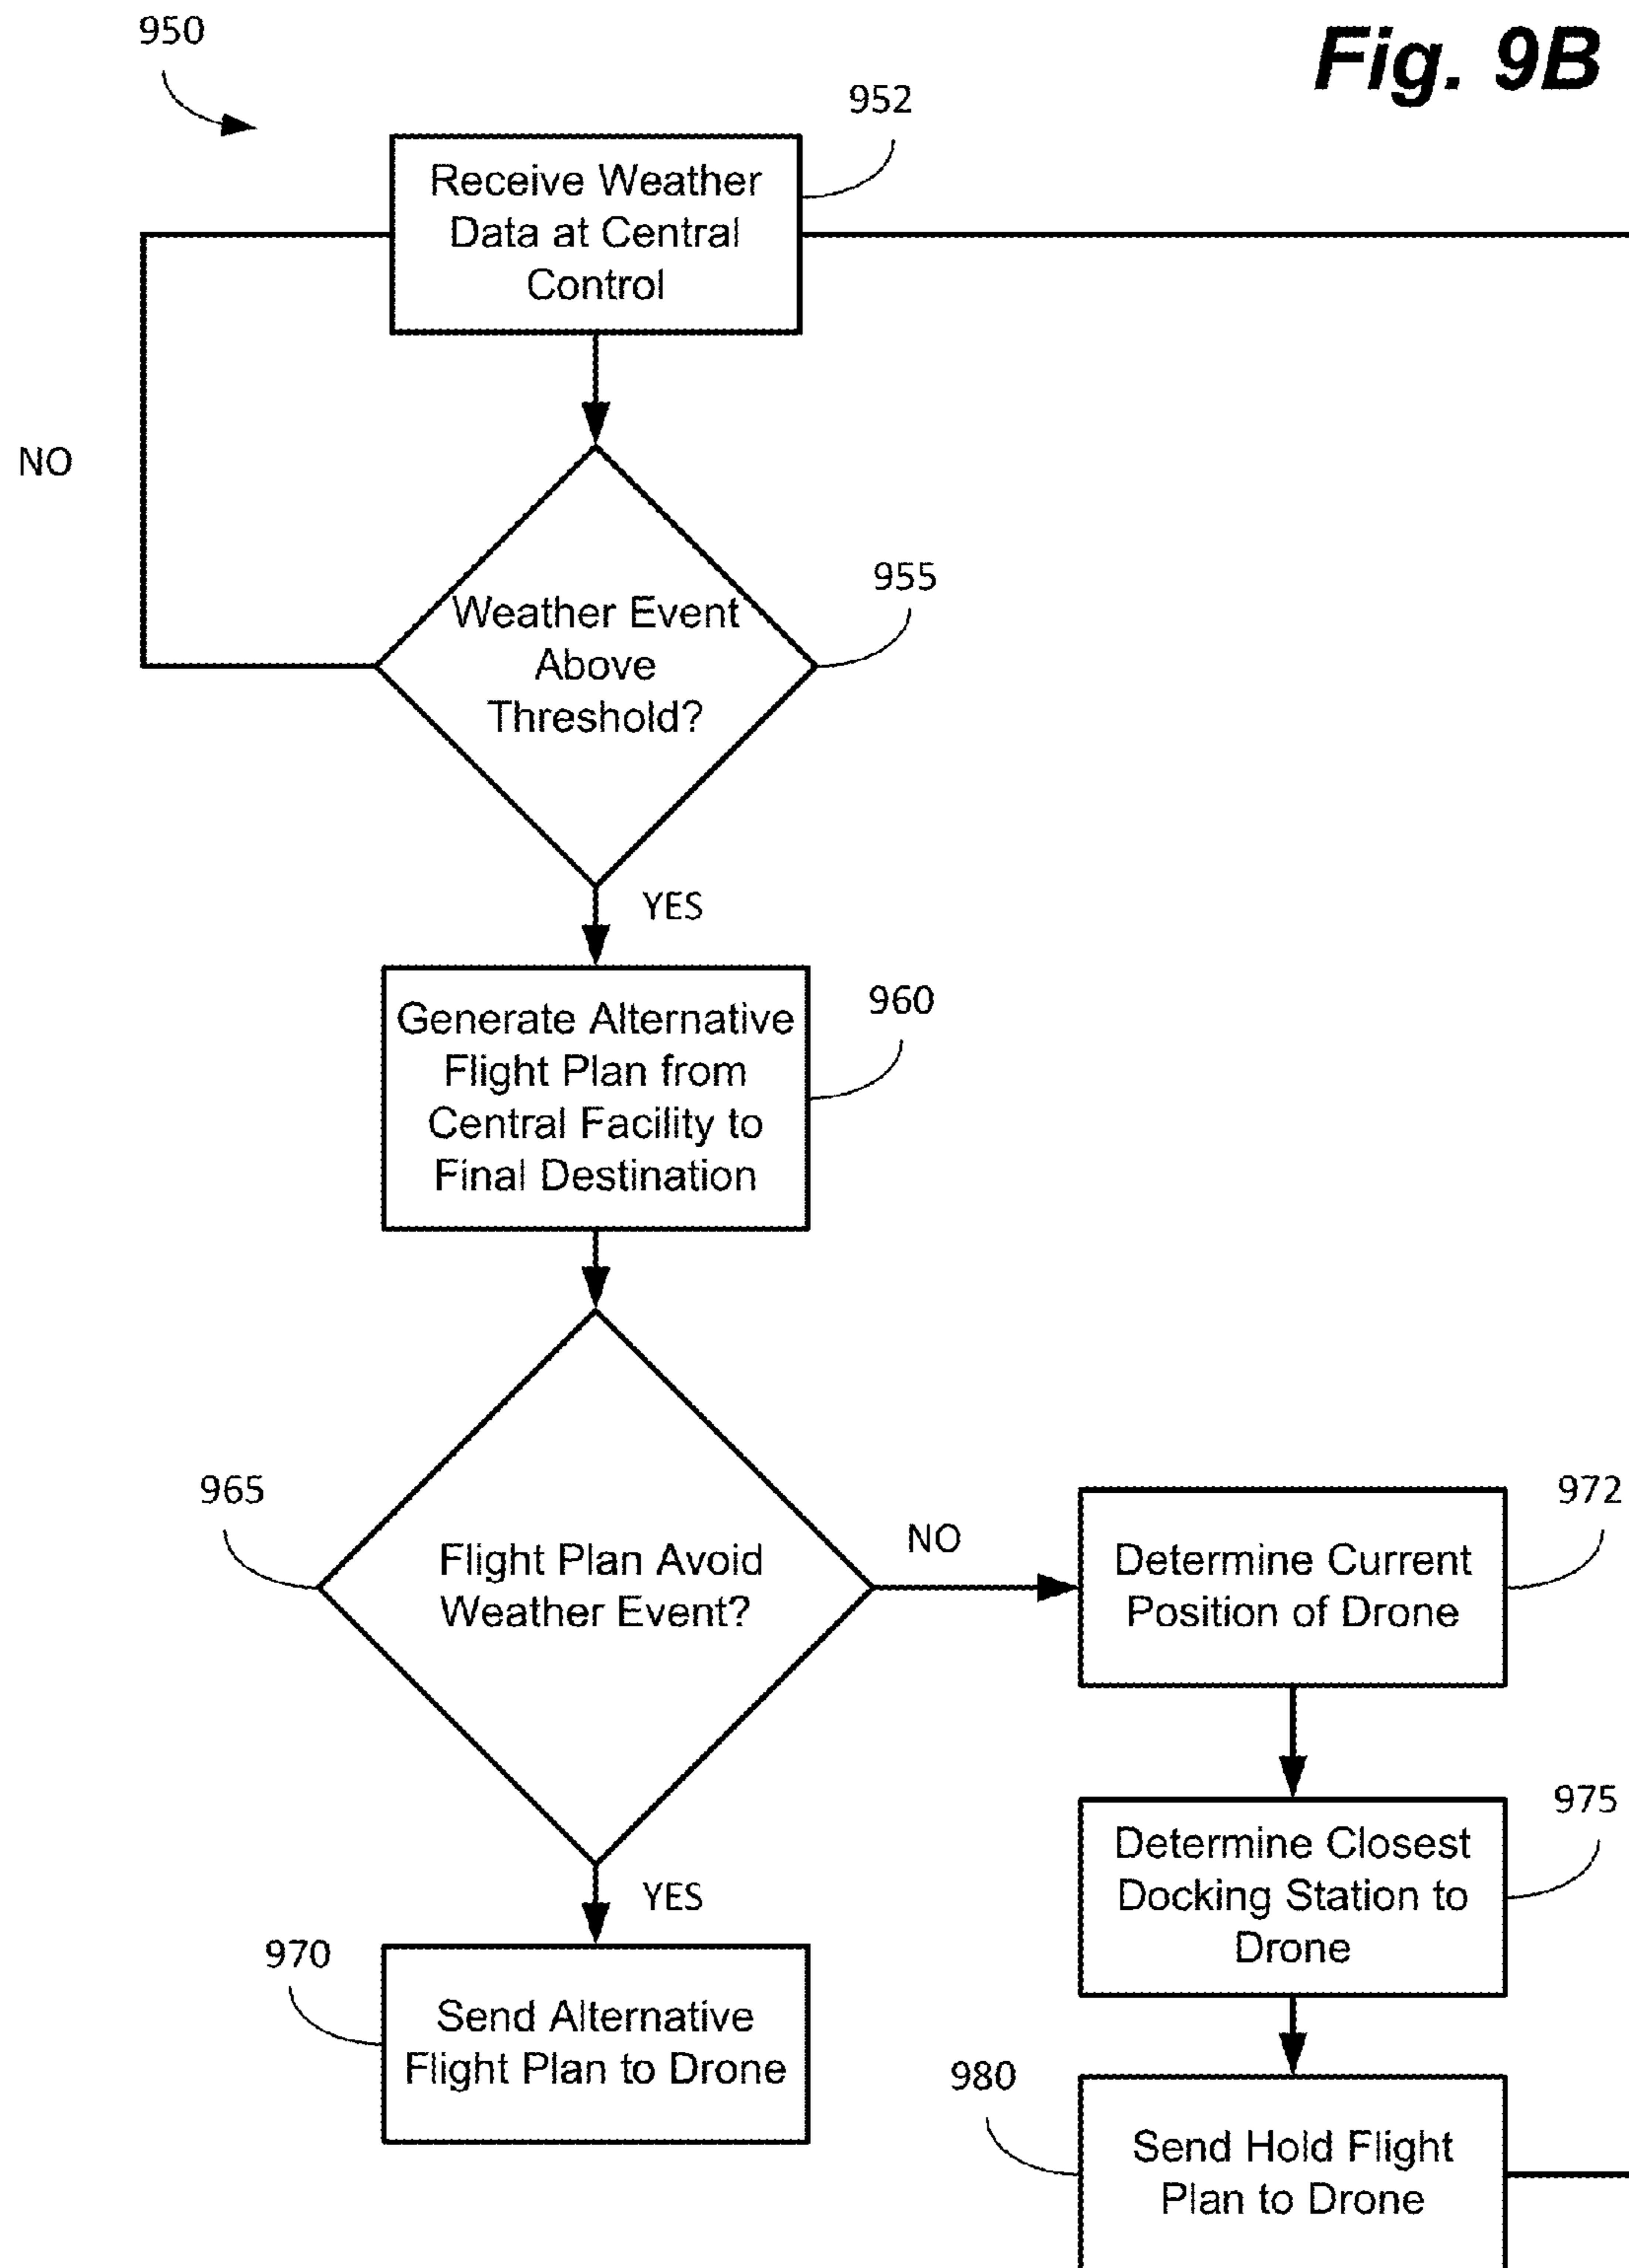 950
Fig. 9B
952
Receive Weather
Data at Central
Control
NO
955
Weather Event
Above
Threshold?
YES
960
Generate Alternative
Flight Plan from
Central Facility to
Final Destination
965
Flight Plan Avoid
Weather Event?
NO
972
Determine Current
Position of Drone
975
Determine Closest
Docking Station to
Drone
YES
970
Send Alternative
Flight Plan to Drone
980
Send Hold Flight
Plan to Drone